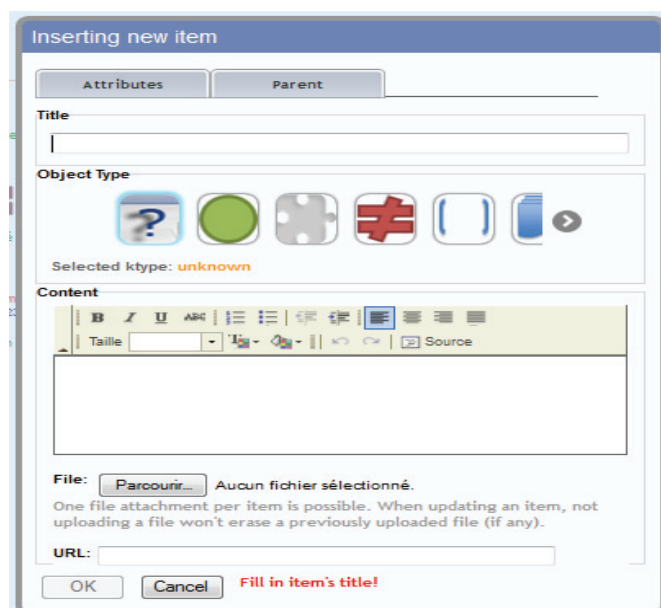 Inserting new item
Attributes Parent
Title
Object Type
?
Selected ktype: unknown
Content
B I U ABC
Taille Source
File: Parcourir... Aucun fichier sélectionné.
One file attachment per item is possible. When updating an item, not
uploading a file won't erase a previously uploaded file (if any).
URL:
OK Cancel Fill in item's title!